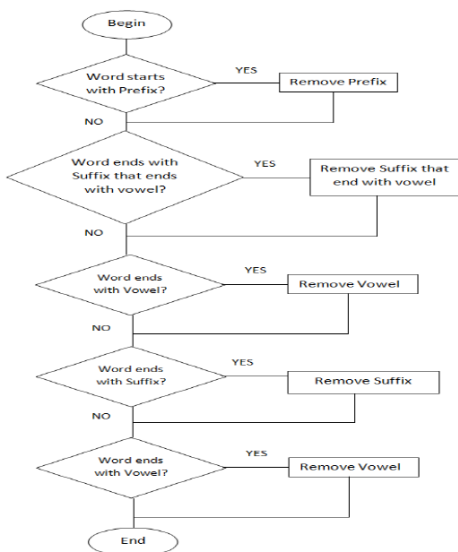 Begin
Word starts
with Prefix?
YES
Remove Prefix
NO
Word ends with
Suffix that ends
with vowel?
YES
Remove Suffix that
end with vowel
NO
Word ends
with Vowel?
YES
Remove Vowel
NO
Word ends
with Suffix?
YES
Remove Suffix
NO
Word ends
with Vowel?
YES
Remove Vowel
End